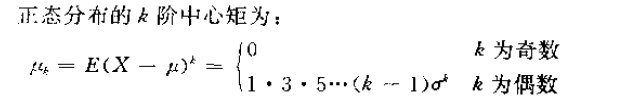 正态分布的 k 阶中心矩为：
μₖ = E(X − μ)ᵏ = { 0 k 为奇数
1・3・5⋯(k − 1)σᵏ k 为偶数